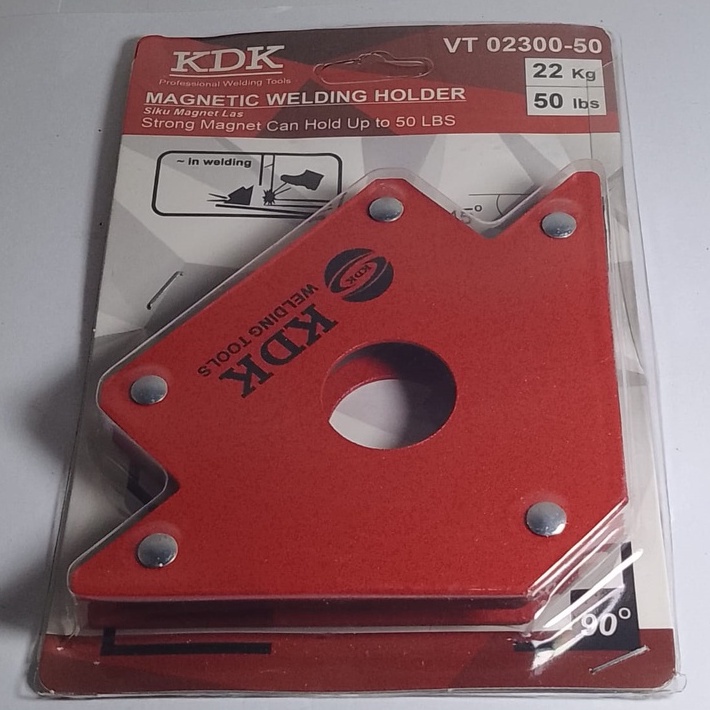 KDK
Professional Welding Tools
VT 02300-50
22 Kg
50 lbs
MAGNETIC WELDING HOLDER
Siku Magnet Las
Strong Magnet Can Hold Up to 50 LBS
~ in welding
45°
KDK
WELDING TOOLS
KDK
90°